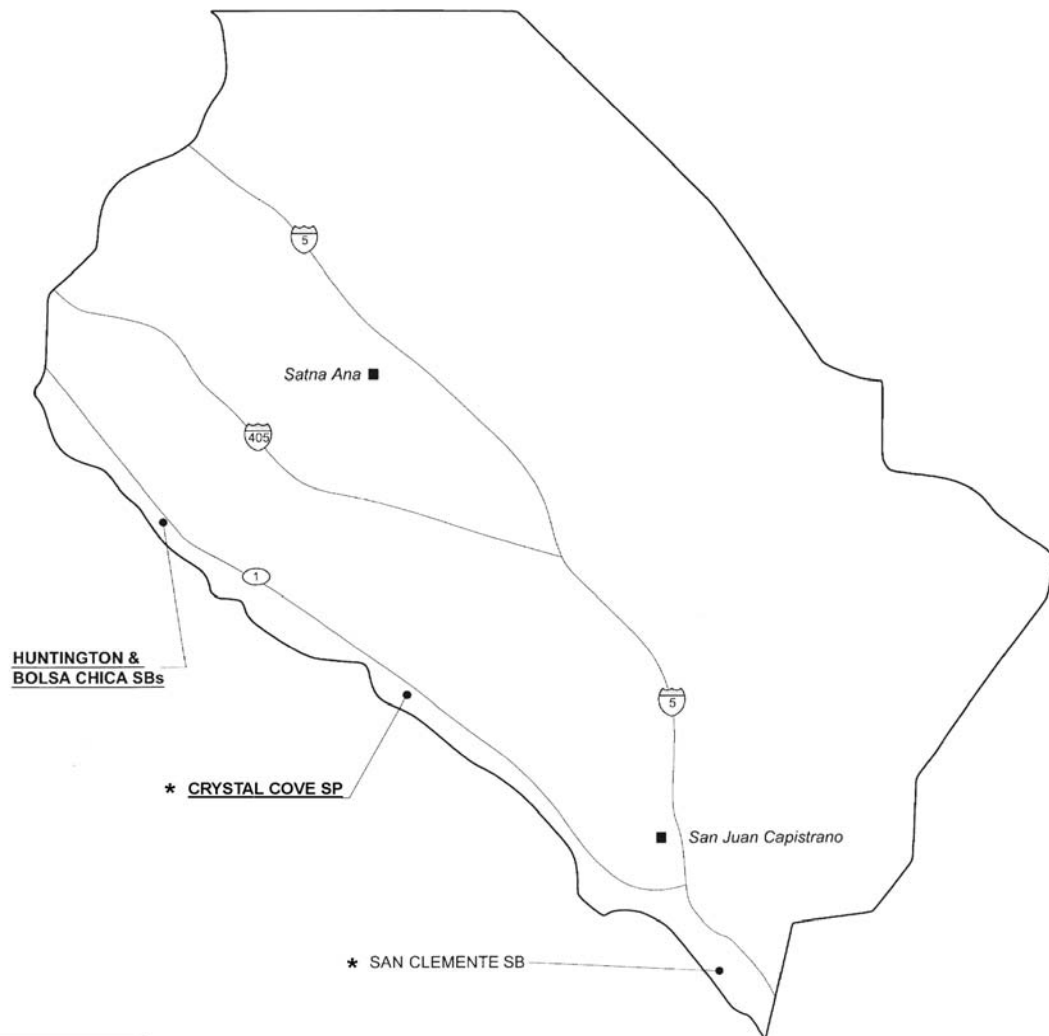 5
Satna Ana
405
1
HUNTINGTON &
BOLSA CHICA SBs
5
* CRYSTAL COVE SP
San Juan Capistrano
* SAN CLEMENTE SB